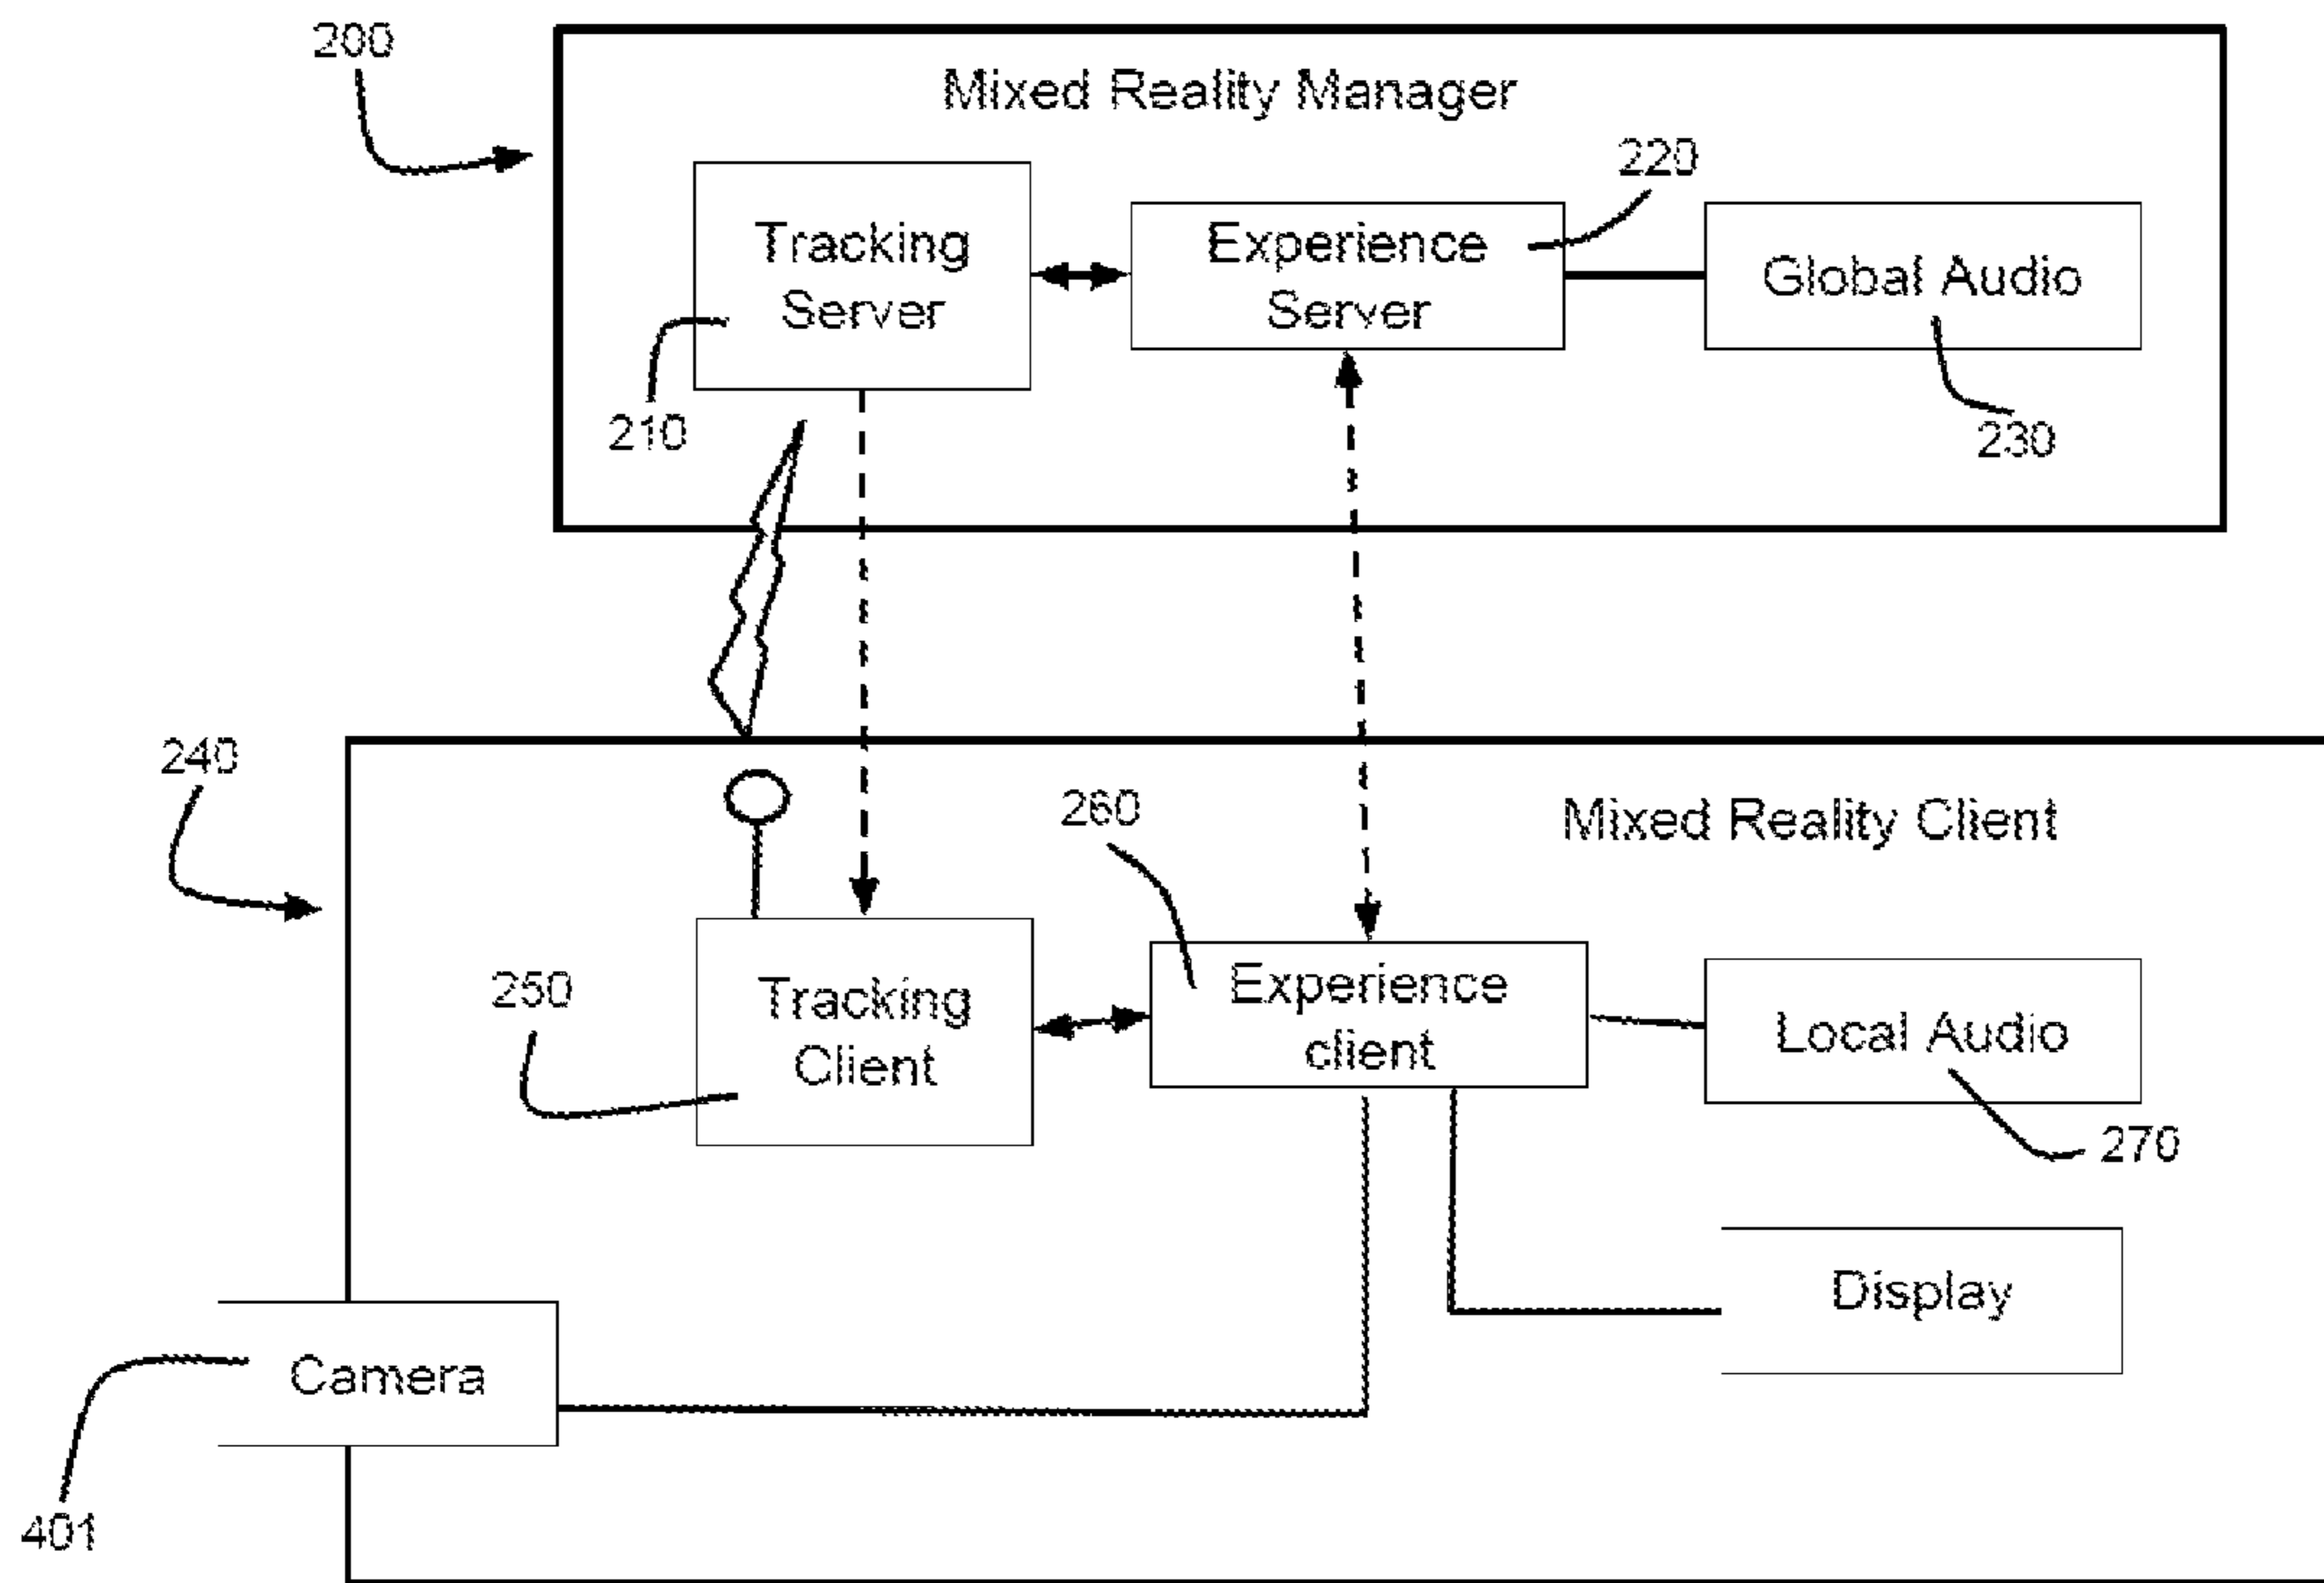 200
Mixed Reality Manager
220
Tracking
Server
Experience
Server
Global Audio
210
230
240
Mixed Reality Client
260
250
Tracking
Client
Experience
client
Local Audio
270
Display
Camera
401